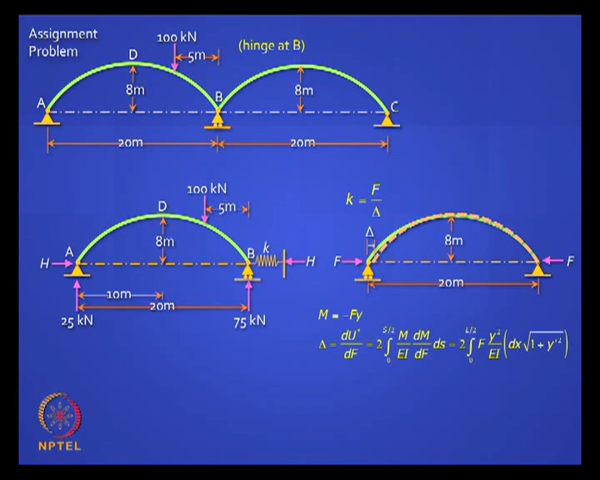 Assignment
Problem
100 kN
5m
(hinge at B)
D
8m
8m
A
B
C
20m
20m
100 kN
5m
D
8m
H
A
B
k
H
10m
20m
25 kN
75 kN
k = F/Δ
Δ
8m
F
F
20m
M = -Fy
Δ = dU*/dF = 2∫₀^{S/2} M/EI dM/dF ds = 2∫₀^{L/2} F y²/EI (dx√(1 + y'²))
NPTEL